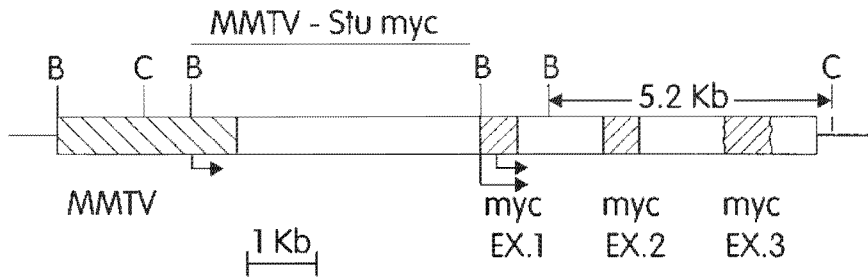 MMTV - Stu myc
B C B B B C
5.2 Kb
MMTV myc myc myc
EX.1 EX.2 EX.3
1 Kb